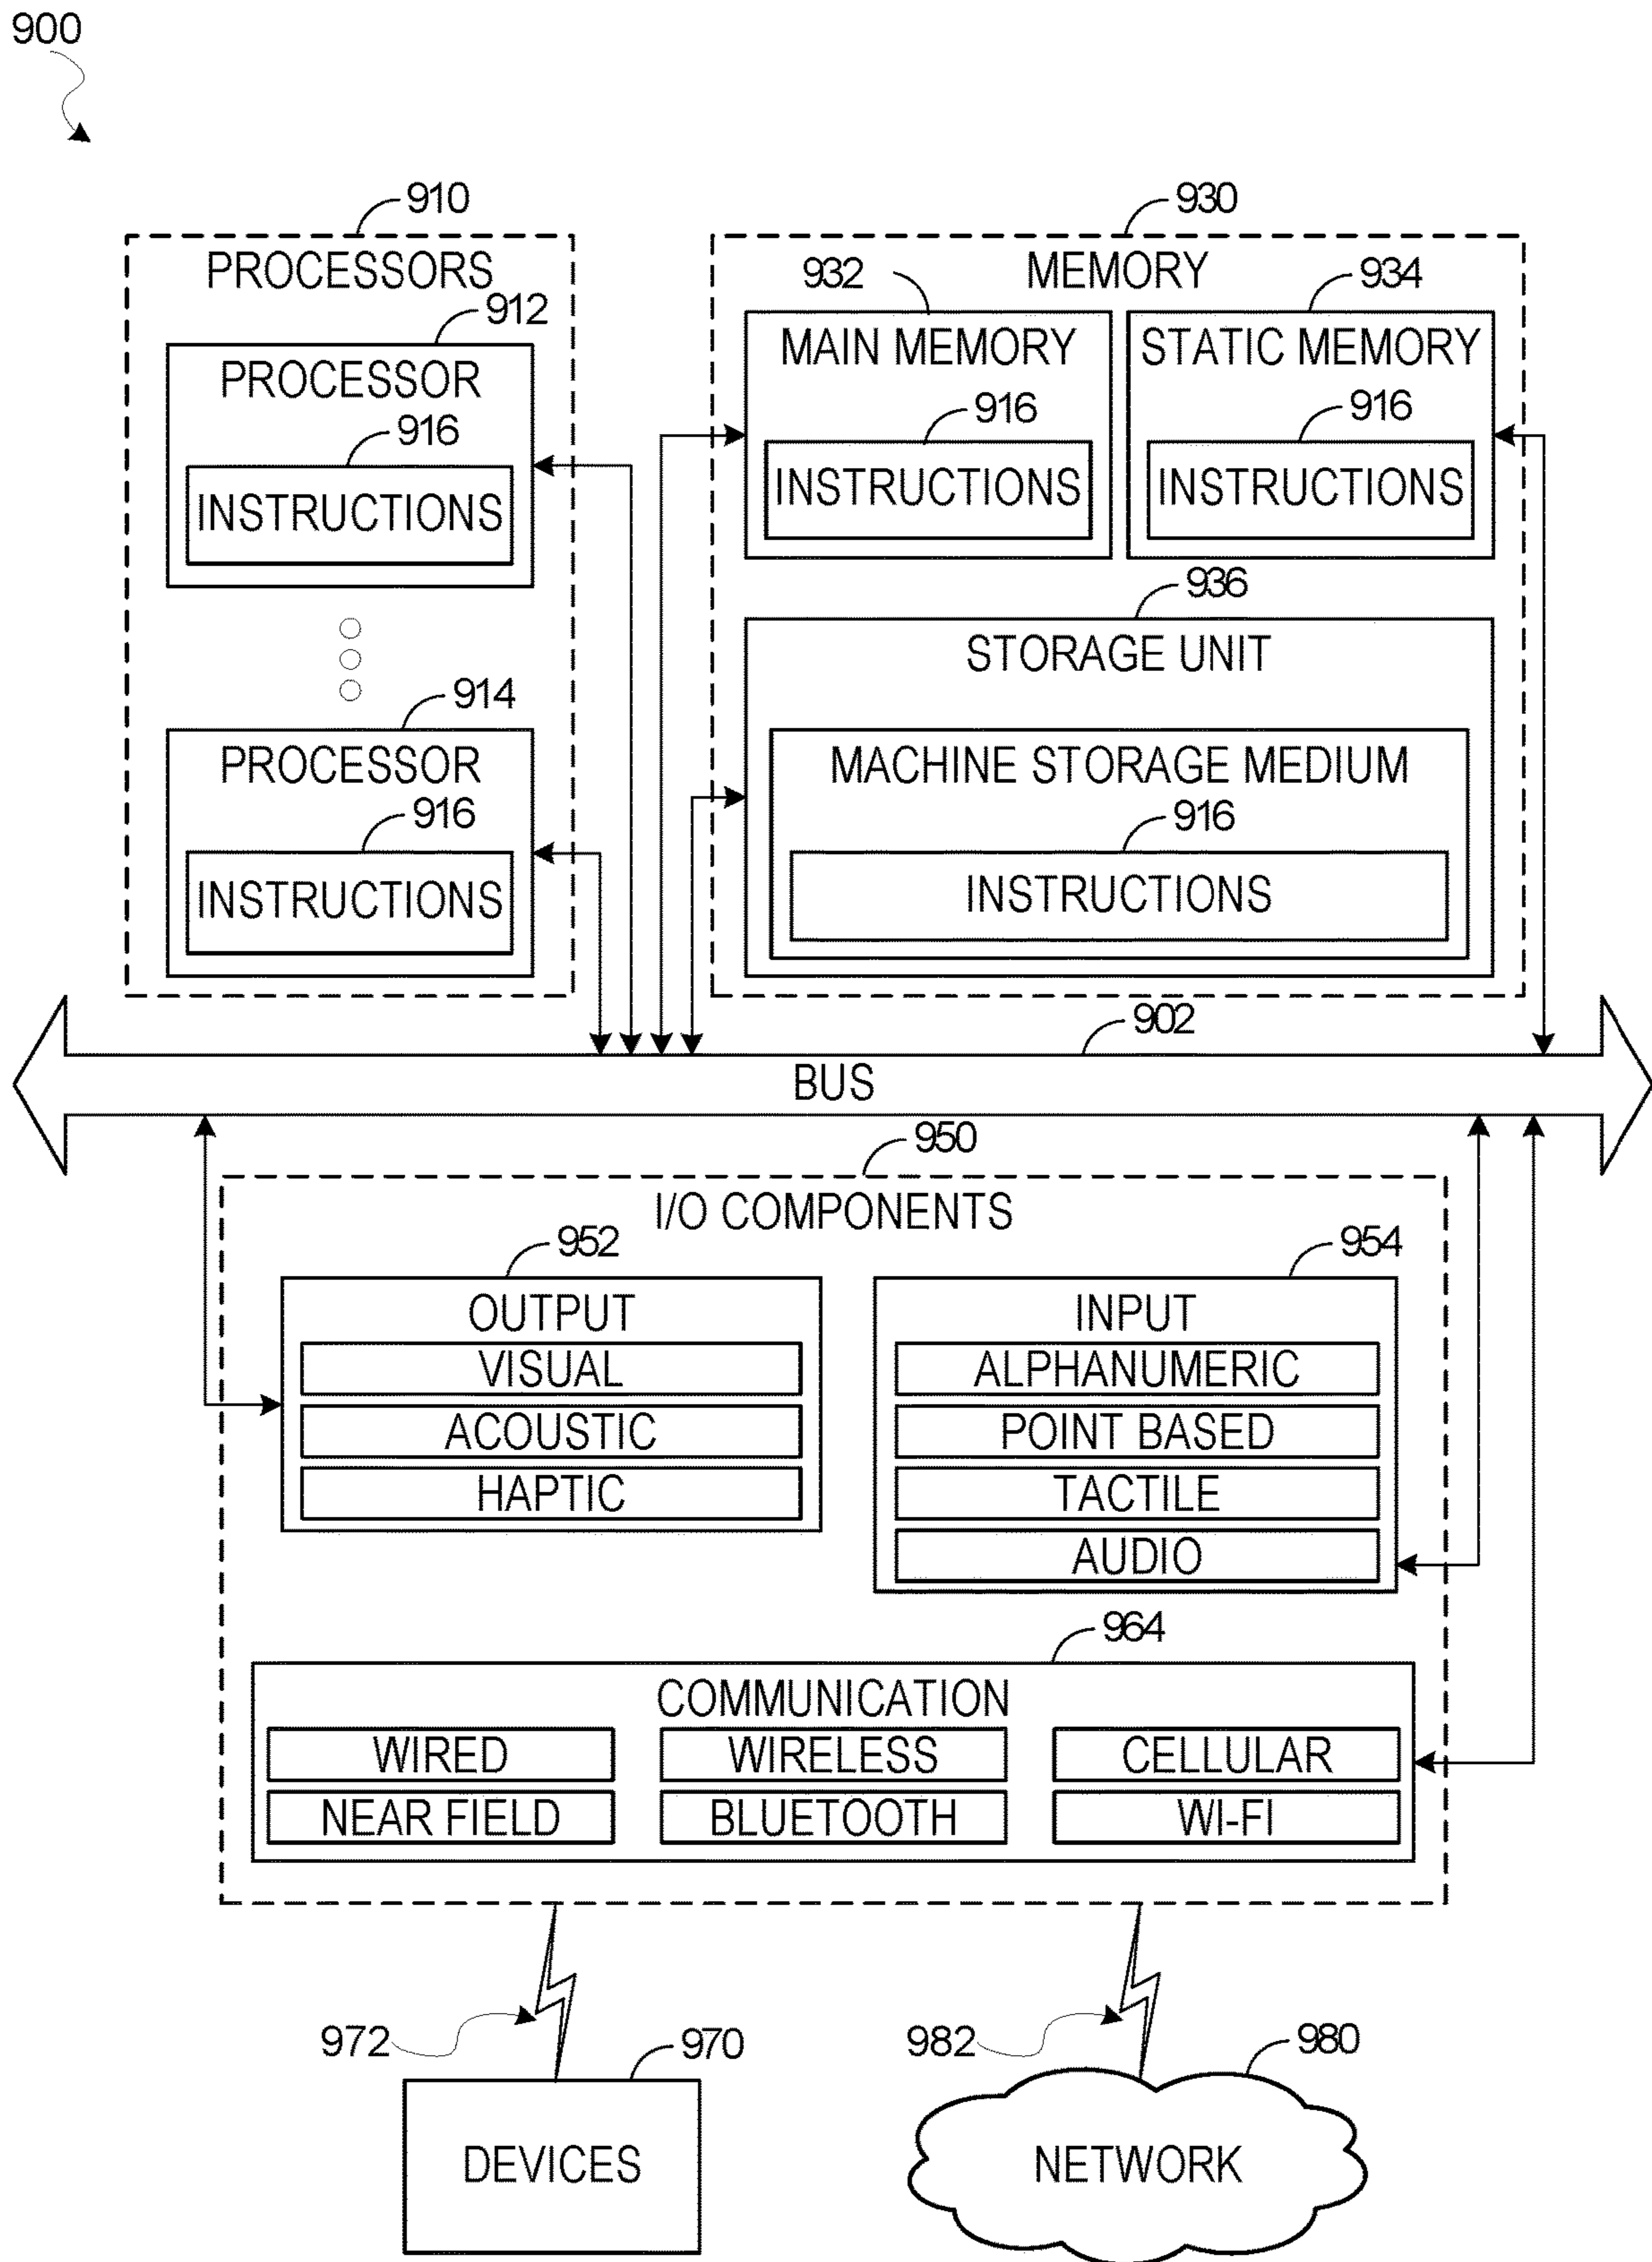 900
910
PROCESSORS
912
PROCESSOR
916
INSTRUCTIONS
914
PROCESSOR
916
INSTRUCTIONS
930
MEMORY
932
MAIN MEMORY
916
INSTRUCTIONS
934
STATIC MEMORY
916
INSTRUCTIONS
936
STORAGE UNIT
MACHINE STORAGE MEDIUM
916
INSTRUCTIONS
902
BUS
950
I/O COMPONENTS
952
OUTPUT
VISUAL
ACOUSTIC
HAPTIC
954
INPUT
ALPHANUMERIC
POINT BASED
TACTILE
AUDIO
964
COMMUNICATION
WIRED
WIRELESS
CELLULAR
NEAR FIELD
BLUETOOTH
WI-FI
972
970
DEVICES
982
980
NETWORK